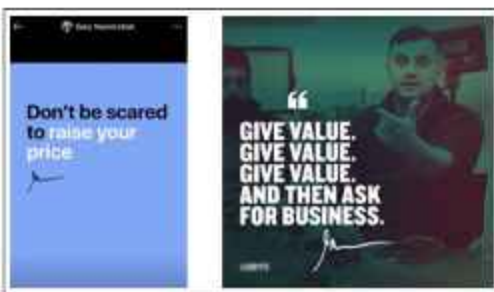 Don't be scared
to raise your
price
“
GIVE VALUE.
GIVE VALUE.
GIVE VALUE.
AND THEN ASK
FOR BUSINESS.